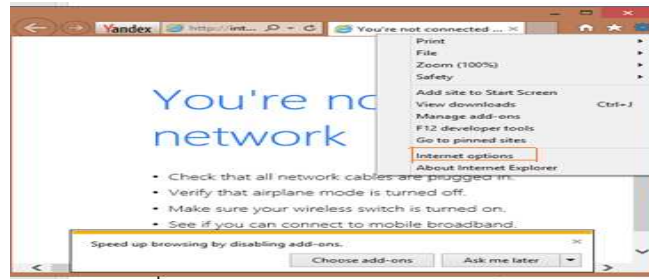 Yandex http://int... You're not connected ...
Print
File
Zoom (100%)
Safety
Add site to Start Screen
View downloads Ctrl+J
Manage add-ons
F12 developer tools
Go to pinned sites
Internet options
About Internet Explorer
You're no
network
• Check that all network cables are plugged in.
• Verify that airplane mode is turned off.
• Make sure your wireless switch is turned on.
• See if you can connect to mobile broadband.
Speed up browsing by disabling add-ons.
Choose add-ons Ask me later